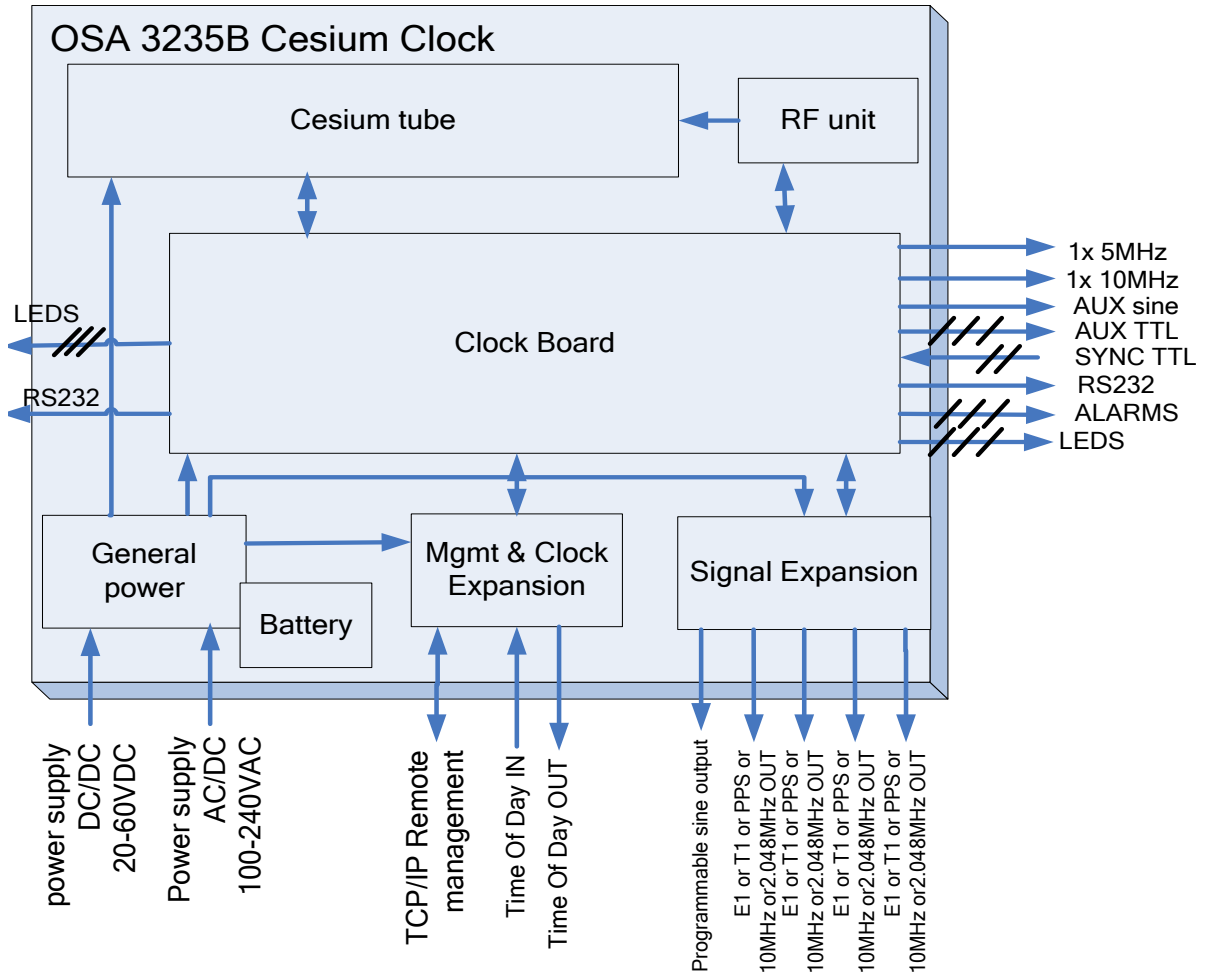 OSA 3235B Cesium Clock
Cesium tube
RF unit
1x 5MHz
1x 10MHz
AUX sine
AUX TTL
SYNC TTL
RS232
ALARMS
LEDS
LEDS
RS232
Clock Board
General
power
Battery
Mgmt & Clock
Expansion
Signal Expansion
power supply
DC/DC
20-60VDC
Power supply
AC/DC
100-240VAC
TCP/IP Remote
management
Time Of Day IN
Time Of Day OUT
Programmable sine output
E1 or T1 or PPS or
10MHz or2.048MHz OUT
E1 or T1 or PPS or
10MHz or2.048MHz OUT
E1 or T1 or PPS or
10MHz or2.048MHz OUT
E1 or T1 or PPS or
10MHz or2.048MHz OUT